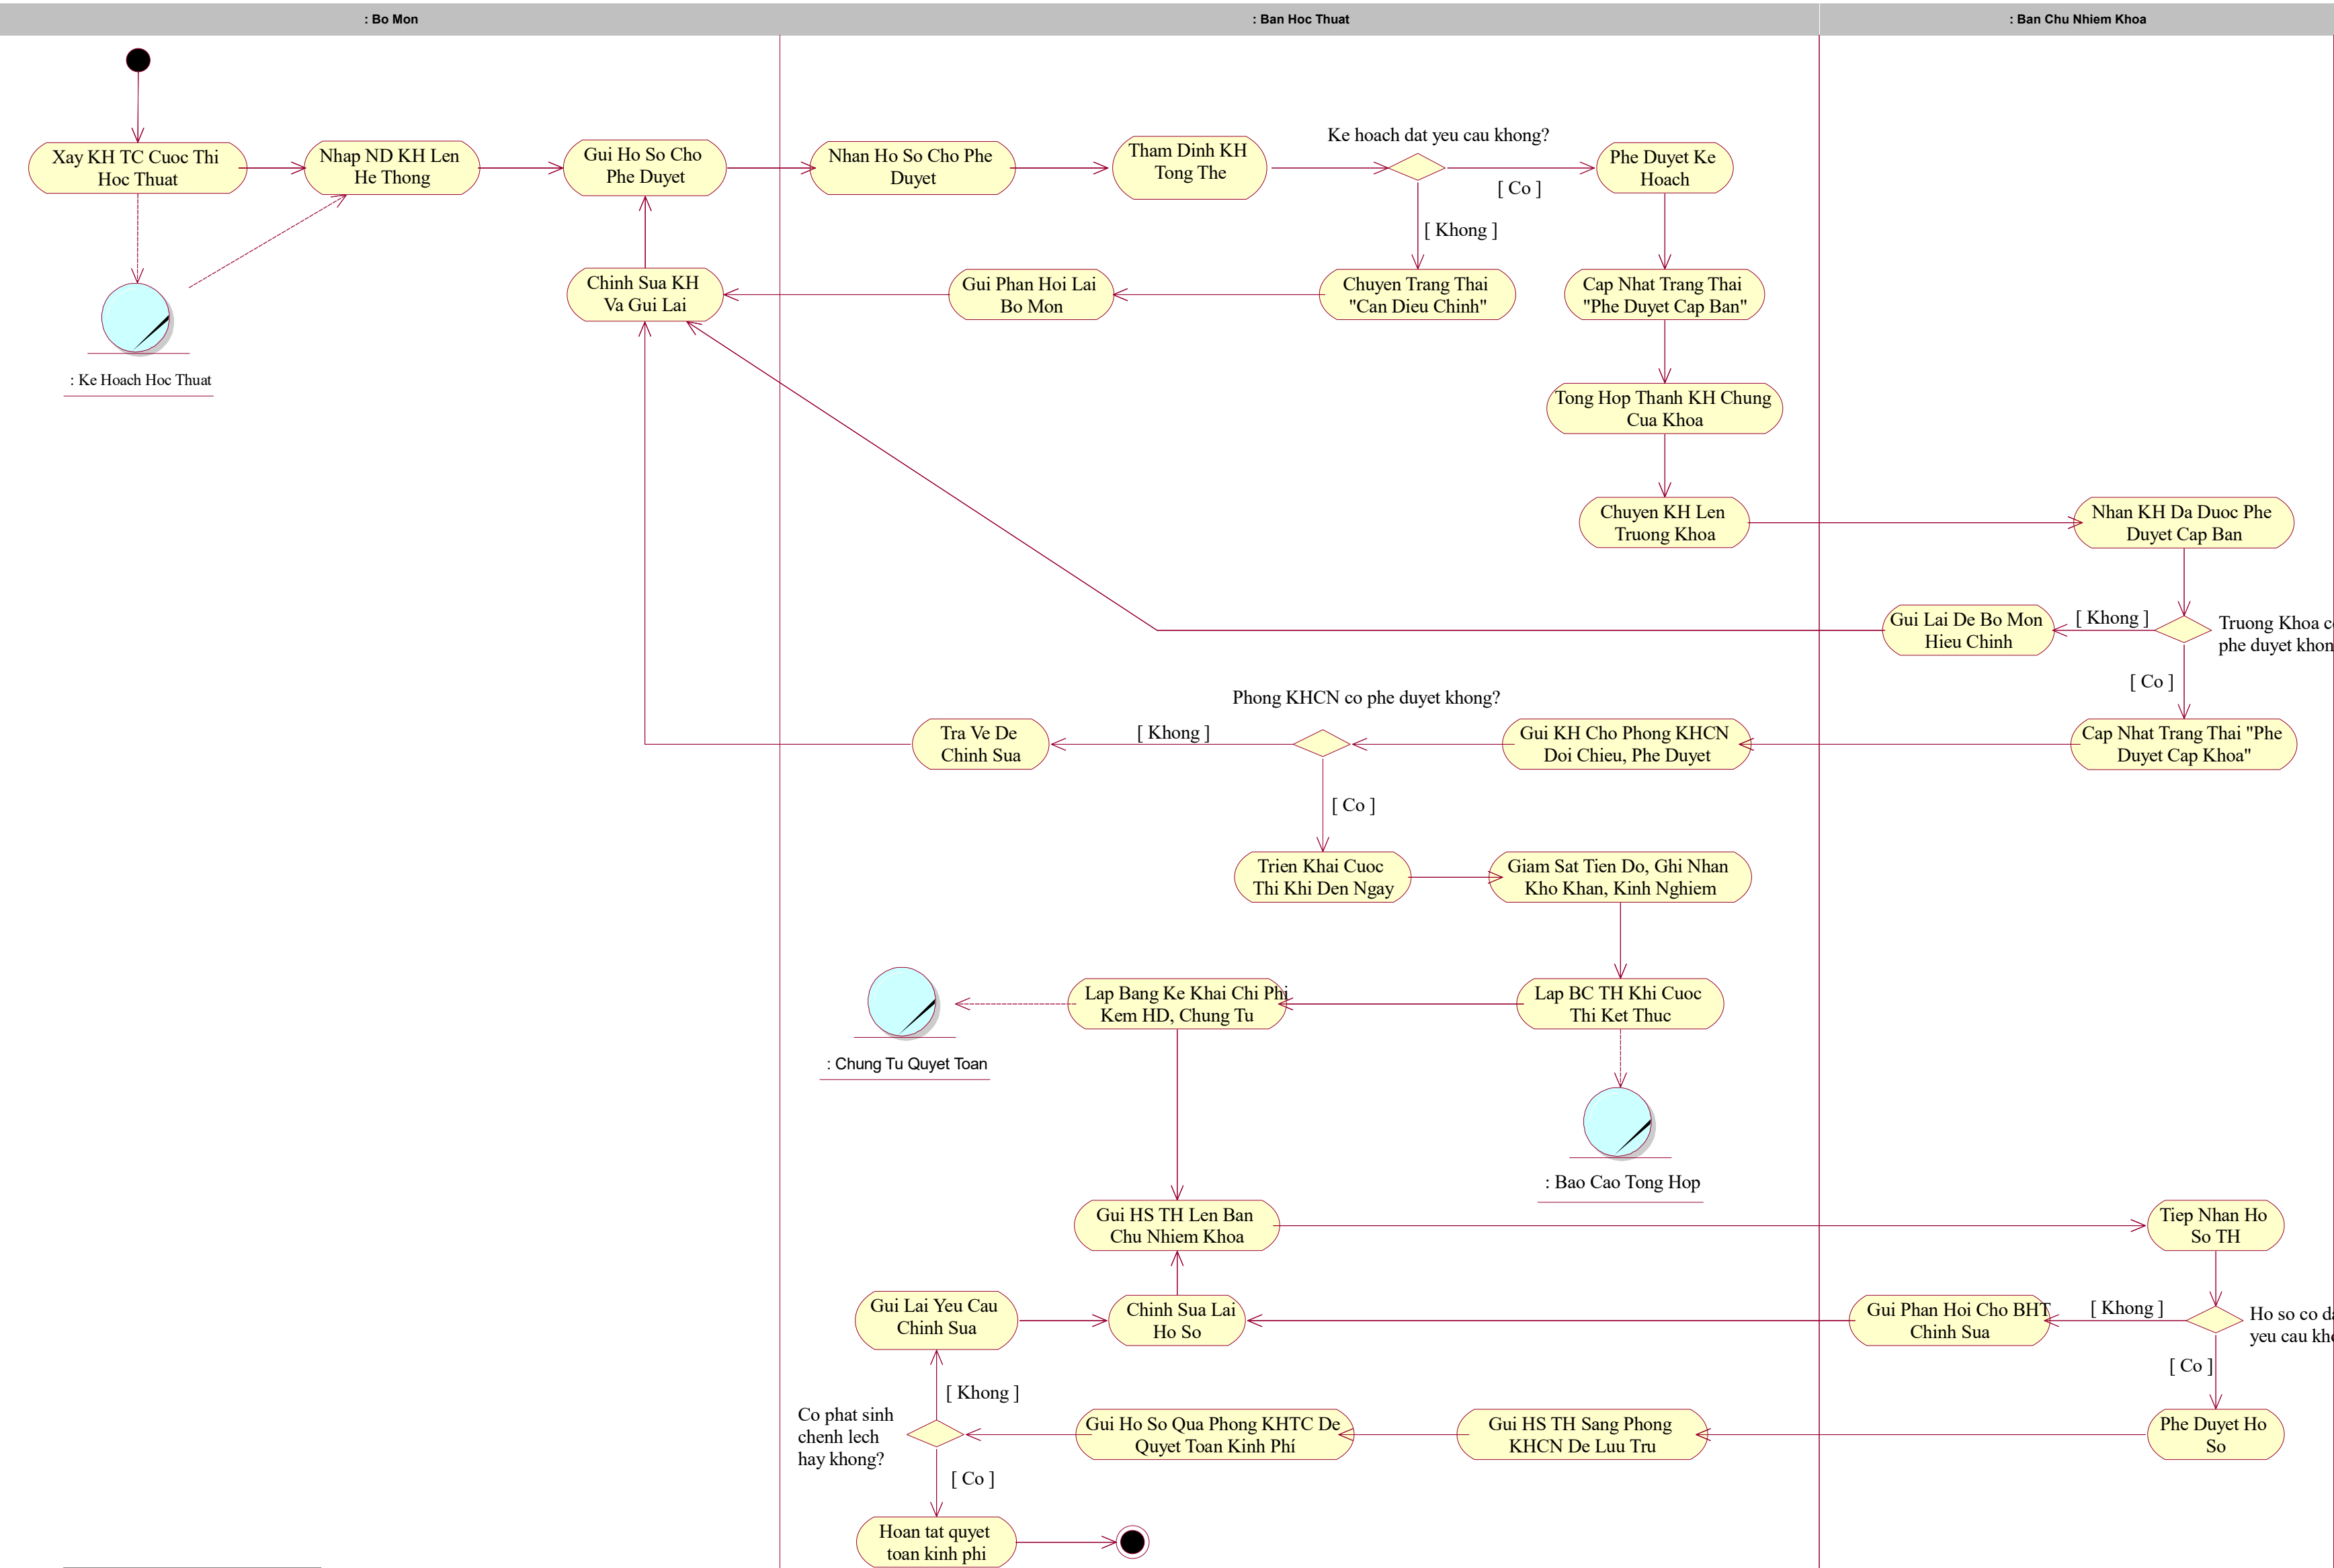 : Bo Mon
: Ban Hoc Thuat
: Ban Chu Nhiem Khoa
Xay KH TC Cuoc Thi
Hoc Thuat
Nhap ND KH Len
He Thong
Gui Ho So Cho
Phe Duyet
Nhan Ho So Cho Phe
Duyet
Tham Dinh KH
Tong The
Ke hoach dat yeu cau khong?
[ Co ]
Phe Duyet Ke
Hoach
[ Khong ]
Chinh Sua KH
Va Gui Lai
Gui Phan Hoi Lai
Bo Mon
Chuyen Trang Thai
"Can Dieu Chinh"
Cap Nhat Trang Thai
"Phe Duyet Cap Ban"
: Ke Hoach Hoc Thuat
Tong Hop Thanh KH Chung
Cua Khoa
Chuyen KH Len
Truong Khoa
Nhan KH Da Duoc Phe
Duyet Cap Ban
Gui Lai De Bo Mon
Hieu Chinh
[ Khong ]
Truong Khoa
phe duyet
[ Co ]
Phong KHCN co phe duyet khong?
Tra Ve De
Chinh Sua
[ Khong ]
Gui KH Cho Phong KHCN
Doi Chieu, Phe Duyet
Cap Nhat Trang Thai "Phe
Duyet Cap Khoa"
[ Co ]
Trien Khai Cuoc
Thi Khi Den Ngay
Giam Sat Tien Do, Ghi Nhan
Kho Khan, Kinh Nghiem
Lap Bang Ke Khai Chi Phi
Kem HD, Chung Tu
Lap BC TH Khi Cuoc
Thi Ket Thuc
: Chung Tu Quyet Toan
: Bao Cao Tong Hop
Gui HS TH Len Ban
Chu Nhiem Khoa
Tiep Nhan Ho
So TH
Gui Lai Yeu Cau
Chinh Sua
Chinh Sua Lai
Ho So
Gui Phan Hoi Cho BHT
Chinh Sua
[ Khong ]
Ho so co
yeu cau
[ Co ]
[ Khong ]
Co phat sinh
chenh lech
hay khong?
Gui Ho So Qua Phong KHTC De
Quyet Toan Kinh Phí
Gui HS TH Sang Phong
KHCN De Luu Tru
Phe Duyet Ho
So
[ Co ]
Hoan tat quyet
toan kinh phi